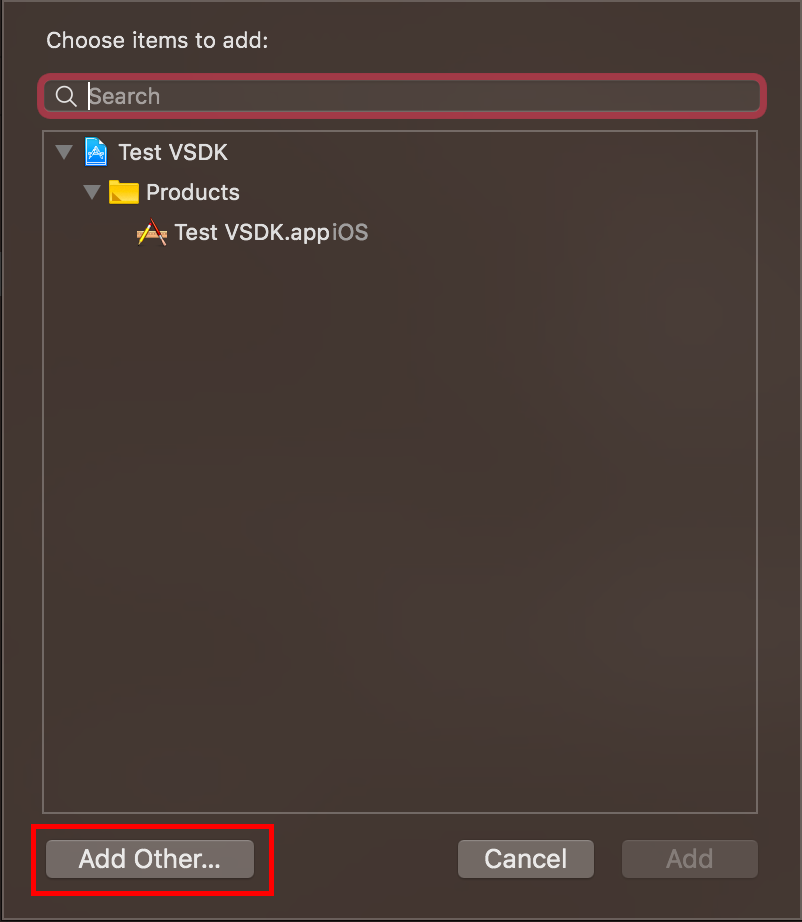 Choose items to add:
Search
Test VSDK
Products
Test VSDK.app iOS
Add Other...
Cancel
Add